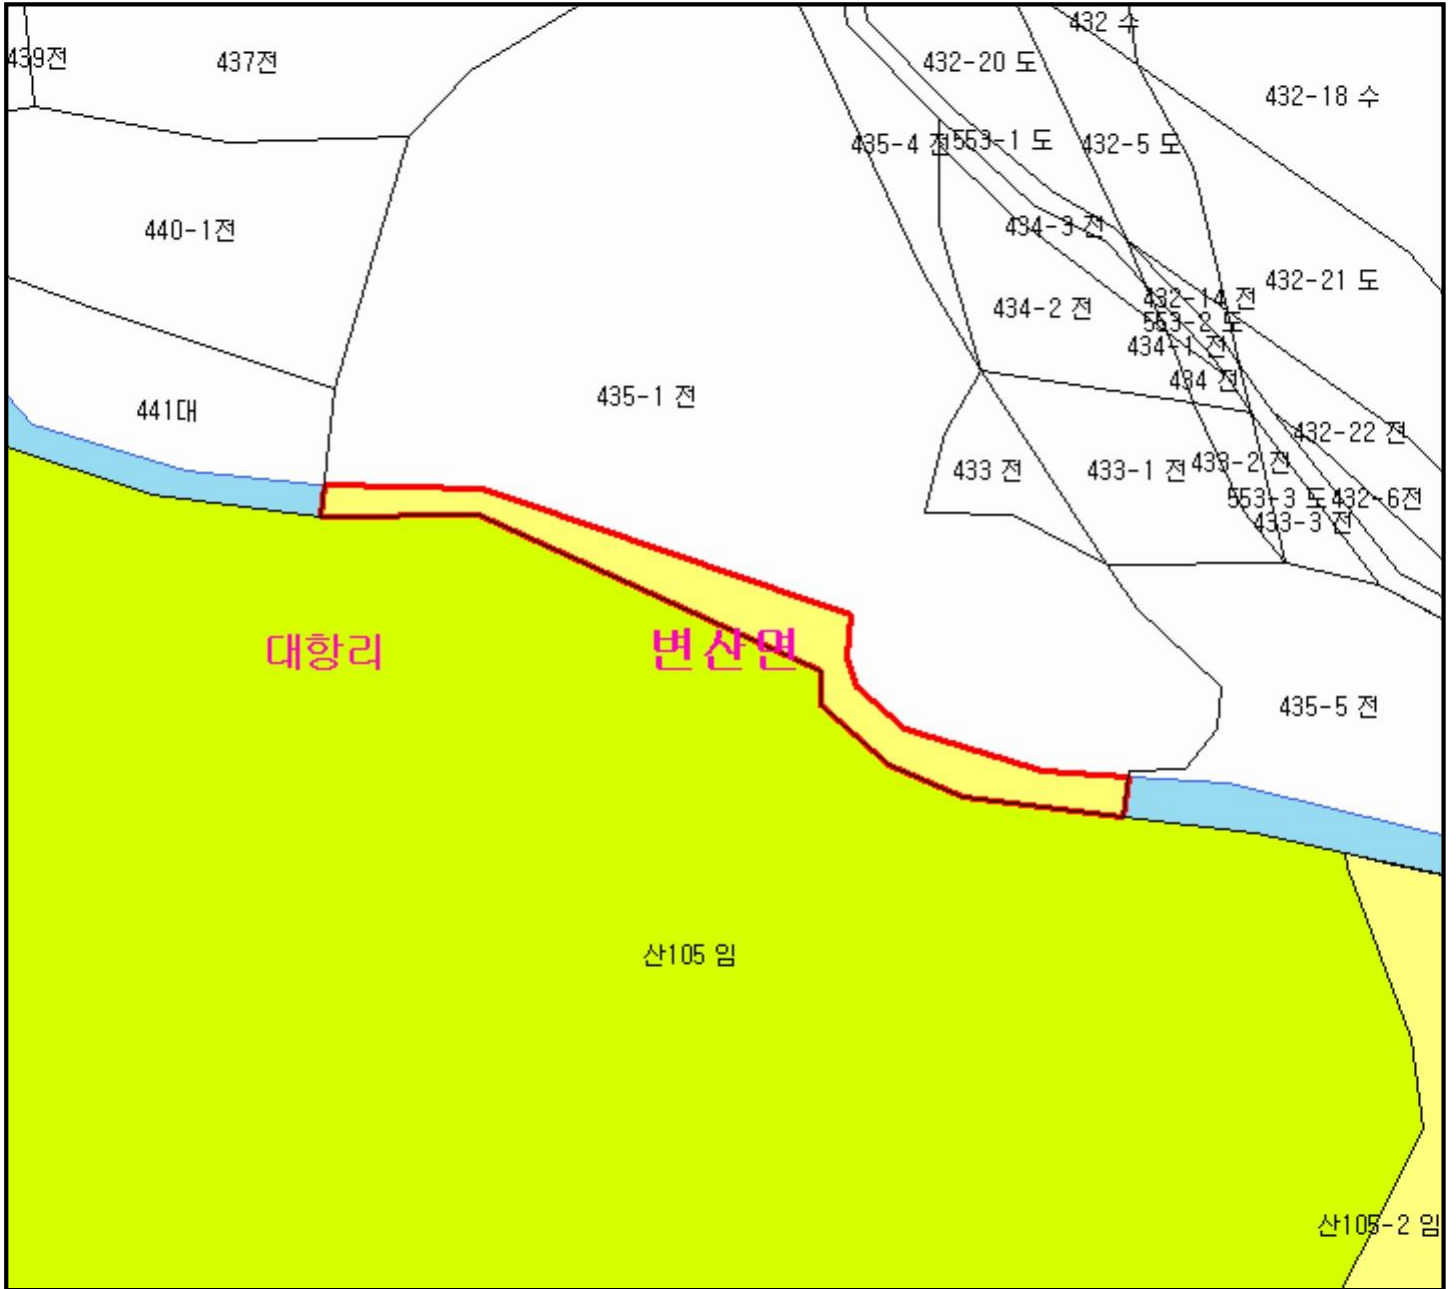 432 수
439전
437전
432-20 도
432-18 수
435-4 전
553-1 도
432-5 도
440-1전
434-3 전
432-21 도
432-14 전
434-2 전
553-2 도
434-1 전
434 전
435-1 전
441대
432-22 전
433 전
433-1 전
433-2 전
553-3 도
432-6전
433-3 전
대항리
변산면
435-5 전
산105 임
산105-2 임